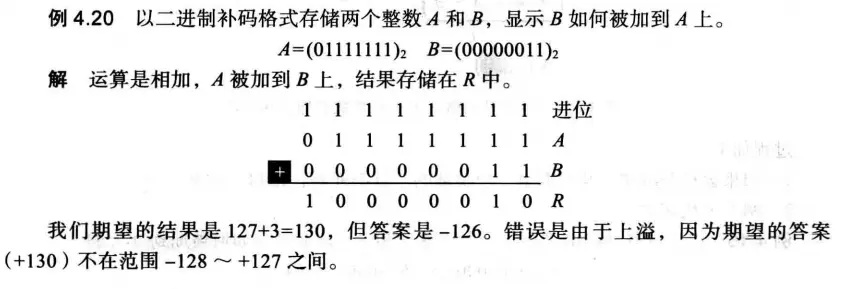 例 4.20 以二进制补码格式存储两个整数 A 和 B，显示 B 如何被加到 A 上。
A=(01111111)₂ B=(00000011)₂
解 运算是相加，A 被加到 B 上，结果存储在 R 中。
1 1 1 1 1 1 1 1 进位
0 1 1 1 1 1 1 1 A
+ 0 0 0 0 0 0 1 1 B
1 0 0 0 0 0 1 0 R
我们期望的结果是 127+3=130，但答案是 –126。错误是由于上溢，因为期望的答案
（+130）不在范围 –128 ～ +127 之间。